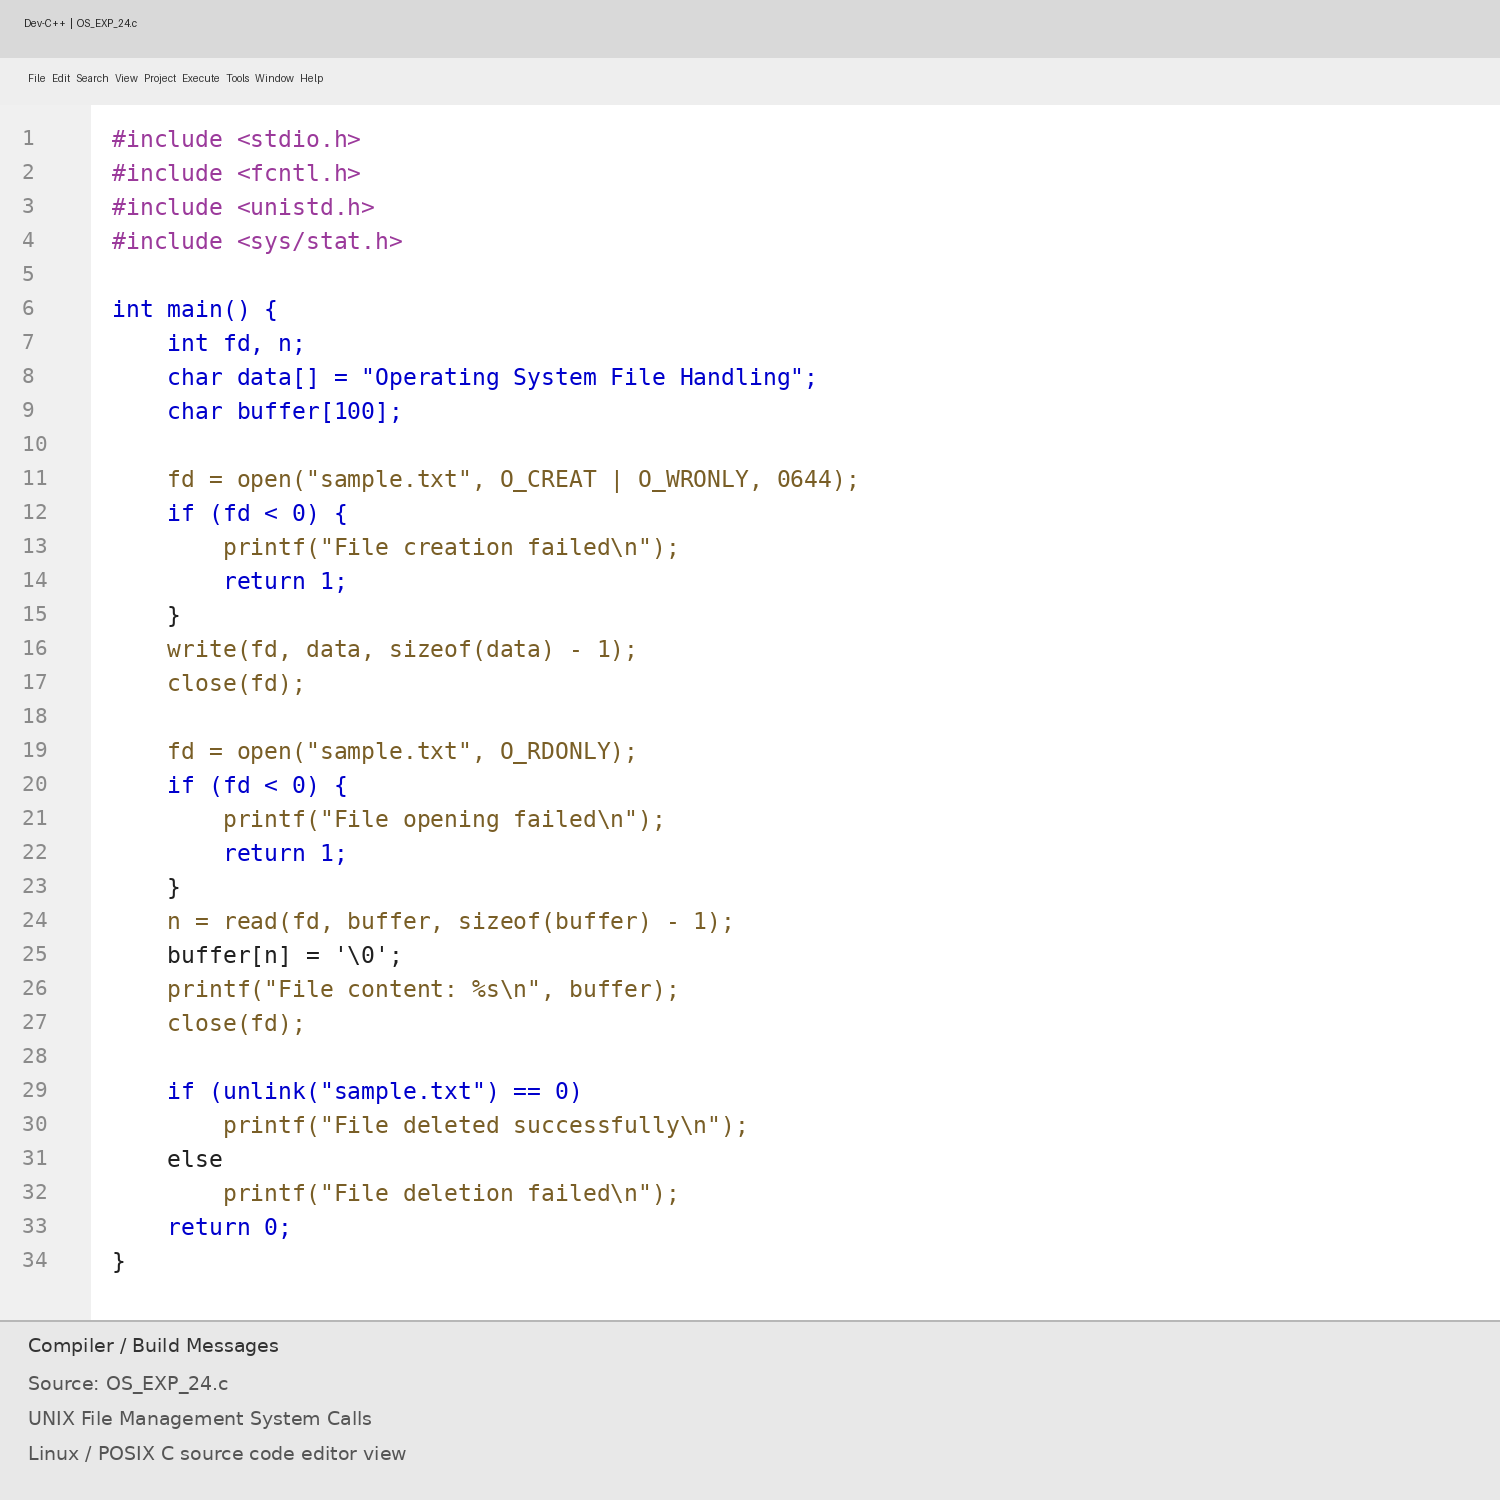 Dev-C++ | OS_EXP_24.c
File Edit Search View Project Execute Tools Window Help
1 #include <stdio.h>
2 #include <fcntl.h>
3 #include <unistd.h>
4 #include <sys/stat.h>
5
6 int main() {
7     int fd, n;
8     char data[] = "Operating System File Handling";
9     char buffer[100];
10
11     fd = open("sample.txt", O_CREAT | O_WRONLY, 0644);
12     if (fd < 0) {
13         printf("File creation failed\n");
14         return 1;
15     }
16     write(fd, data, sizeof(data) - 1);
17     close(fd);
18
19     fd = open("sample.txt", O_RDONLY);
20     if (fd < 0) {
21         printf("File opening failed\n");
22         return 1;
23     }
24     n = read(fd, buffer, sizeof(buffer) - 1);
25     buffer[n] = '\0';
26     printf("File content: %s\n", buffer);
27     close(fd);
28
29     if (unlink("sample.txt") == 0)
30         printf("File deleted successfully\n");
31     else
32         printf("File deletion failed\n");
33     return 0;
34 }
Compiler / Build Messages
Source: OS_EXP_24.c
UNIX File Management System Calls
Linux / POSIX C source code editor view